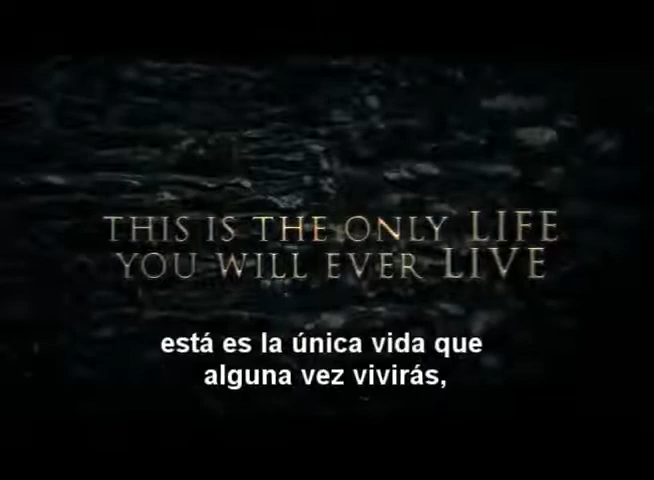 THIS IS THE ONLY LIFE
YOU WILL EVER LIVE
está es la única vida que
alguna vez vivirás,